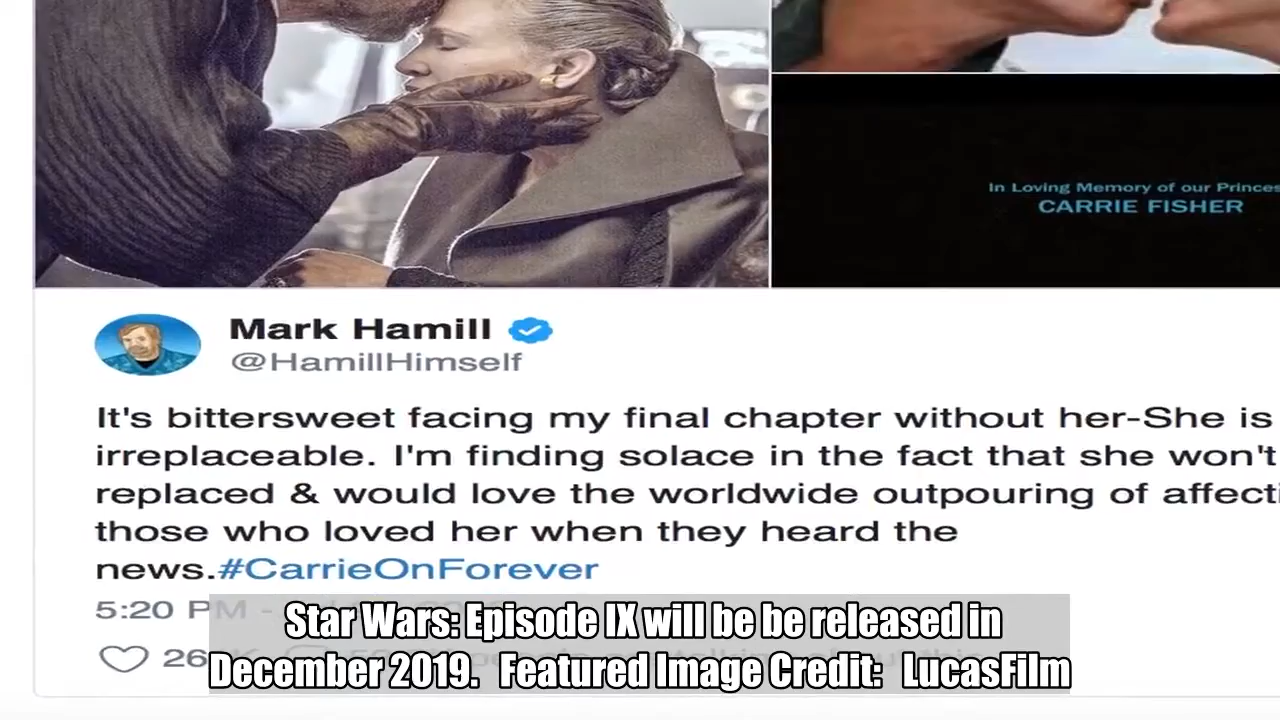 In Loving Memory of our
CARRIE FISHER
Mark Hamill
@HamillHimself
It's bittersweet facing my final chapter without her-She is
irreplaceable. I'm finding solace in the fact that she won't
replaced & would love the worldwide outpouring of
those who loved her when they heard the
news.#CarrieOnForever
5:20 PM -
Star Wars: Episode IX will be be released in
December 2019. Featured Image Credit: LucasFilm